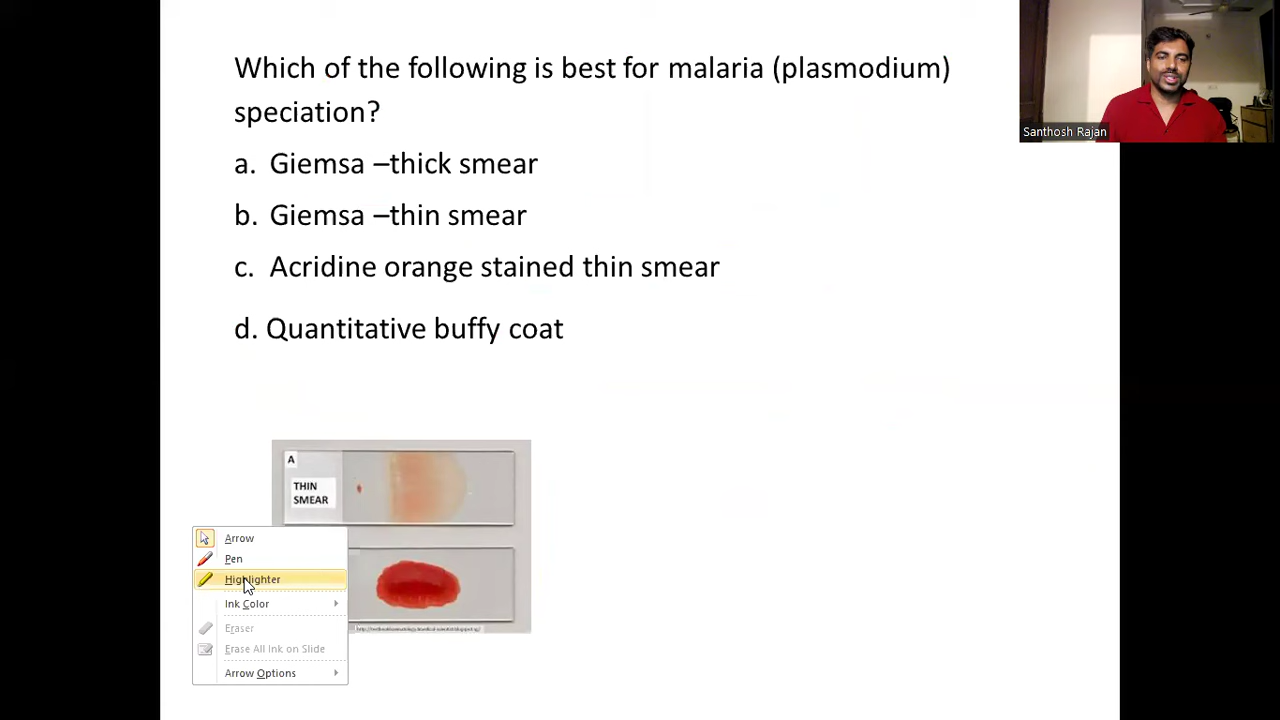 Which of the following is best for malaria (plasmodium)
speciation?
a. Giemsa –thick smear
b. Giemsa –thin smear
c. Acridine orange stained thin smear
d. Quantitative buffy coat
Santhosh Rajan
A
THIN
SMEAR
Arrow
Pen
Highlighter
Ink Color
Eraser
Erase All Ink on Slide
Arrow Options